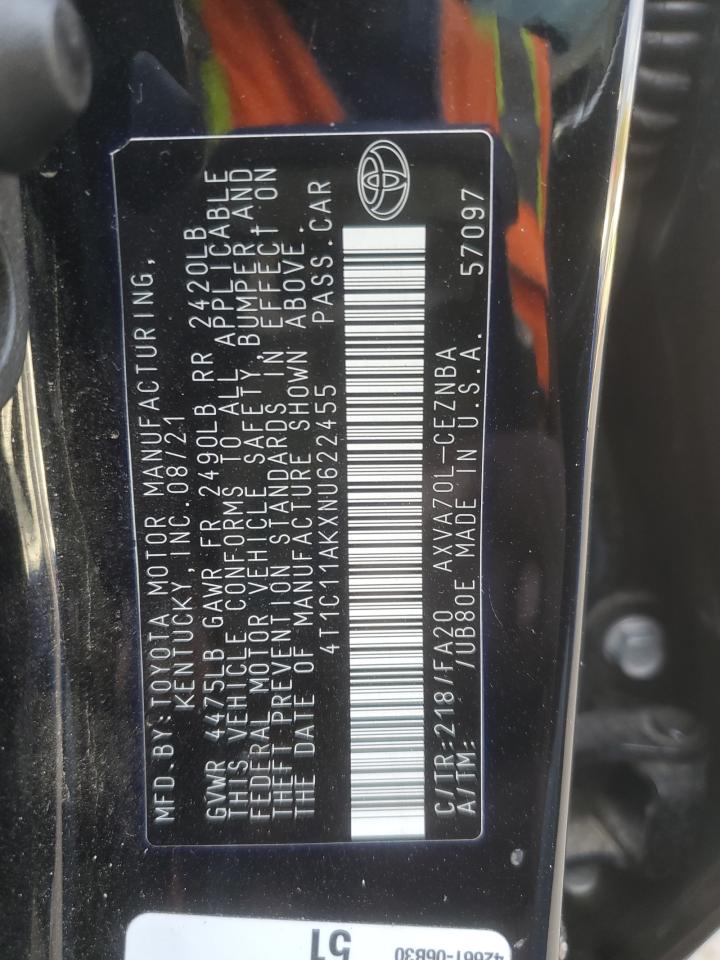 MFD.BY:TOYOTA MOTOR MANUFACTURING,
KENTUCKY, INC. 08/21
GVWR 4475LB GAWR FR 2490LB RR 2420LB
THIS VEHICLE CONFORMS TO ALL APPLICABLE
FEDERAL MOTOR VEHICLE SAFETY, BUMPER, AND
THEFT PREVENTION STANDARDS IN EFFECT ON
THE DATE OF MANUFACTURE SHOWN ABOVE.
4T1C11AKXNU622455 PASS.CAR
C/TR:218/FA20 AXVA70L-CEZNBA
A/TM: /UB80E MADE IN U.S.A. 57097
51
42661-06B30